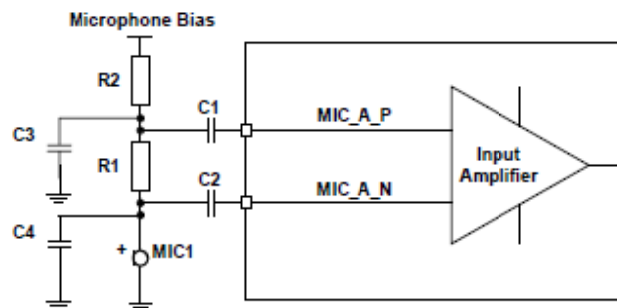 Microphone Bias
R2
C1
MIC_A_P
C3
R1
Input
Amplifier
C2
MIC_A_N
C4
+
MIC1